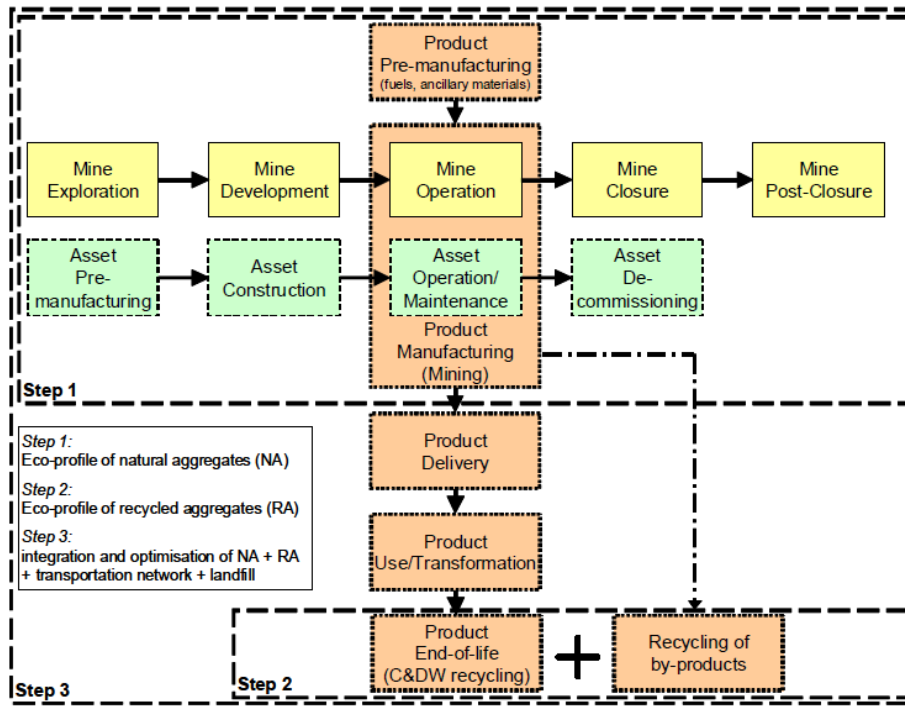 Product
Pre-manufacturing
(fuels, ancillary materials)
Mine
Exploration
Mine
Development
Mine
Operation
Mine
Closure
Mine
Post-Closure
Asset
Pre-
manufacturing
Asset
Construction
Asset
Operation/
Maintenance
Asset
De-
commissioning
Product
Manufacturing
(Mining)
Step 1
Product
Delivery
Step 1:
Eco-profile of natural aggregates (NA)
Step 2:
Eco-profile of recycled aggregates (RA)
Step 3:
integration and optimisation of NA + RA
+ transportation network + landfill
Product
Use/Transformation
Product
End-of-life
(C&DW recycling)
+
Recycling of
by-products
Step 2
Step 3